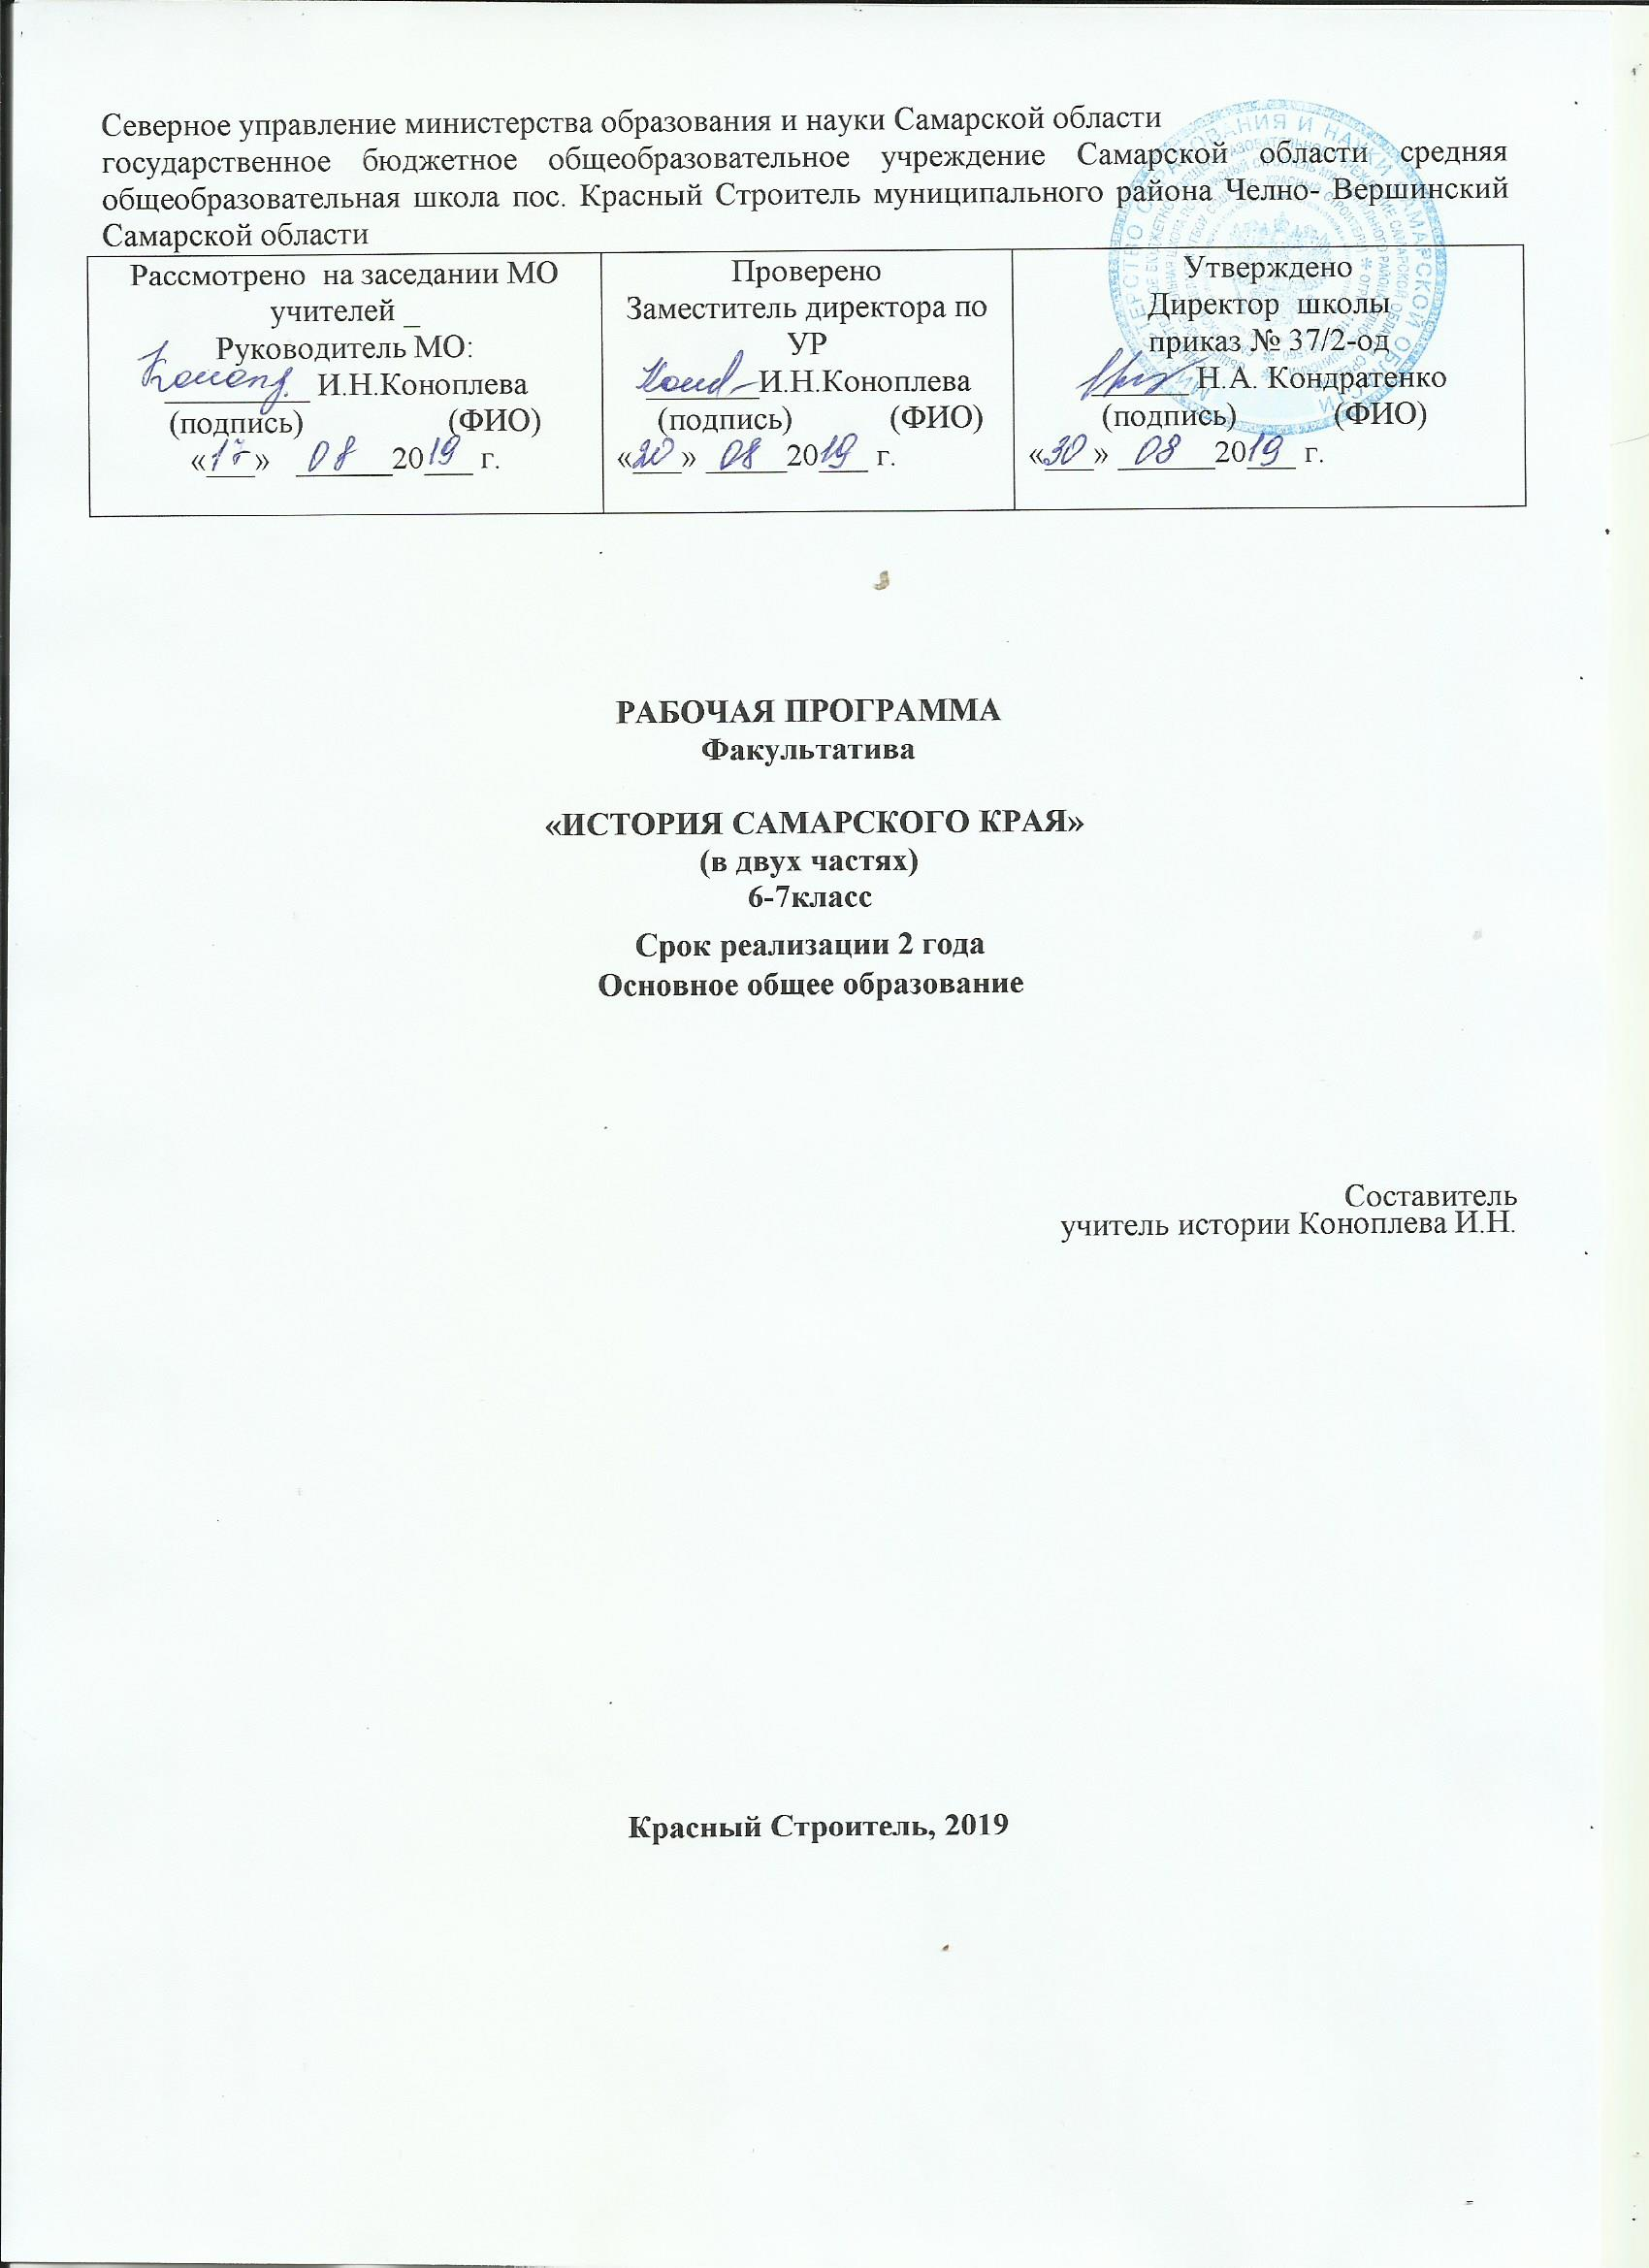 Северное управление министерства образования и науки Самарской области
государственное бюджетное общеобразовательное учреждение Самарской области средняя
общеобразовательная школа пос. Красный Строитель муниципального района Челно- Вершинский
Самарской области
Рассмотрено на заседании МО
учителей _
Руководитель МО:
И.Н.Коноплева
(подпись) (ФИО)
« » 08 2019 г.
Проверено
Заместитель директора по
УР
И.Н.Коноплева
(подпись) (ФИО)
«20» 08 2019 г.
Утверждено
Директор школы
приказ № 37/2-од
Н.А. Кондратенко
(подпись) (ФИО)
«30» 08 2019 г.
РАБОЧАЯ ПРОГРАММА
Факультатива
«ИСТОРИЯ САМАРСКОГО КРАЯ»
(в двух частях)
6-7класс
Срок реализации 2 года
Основное общее образование
Составитель
учитель истории Коноплева И.Н.
Красный Строитель, 2019